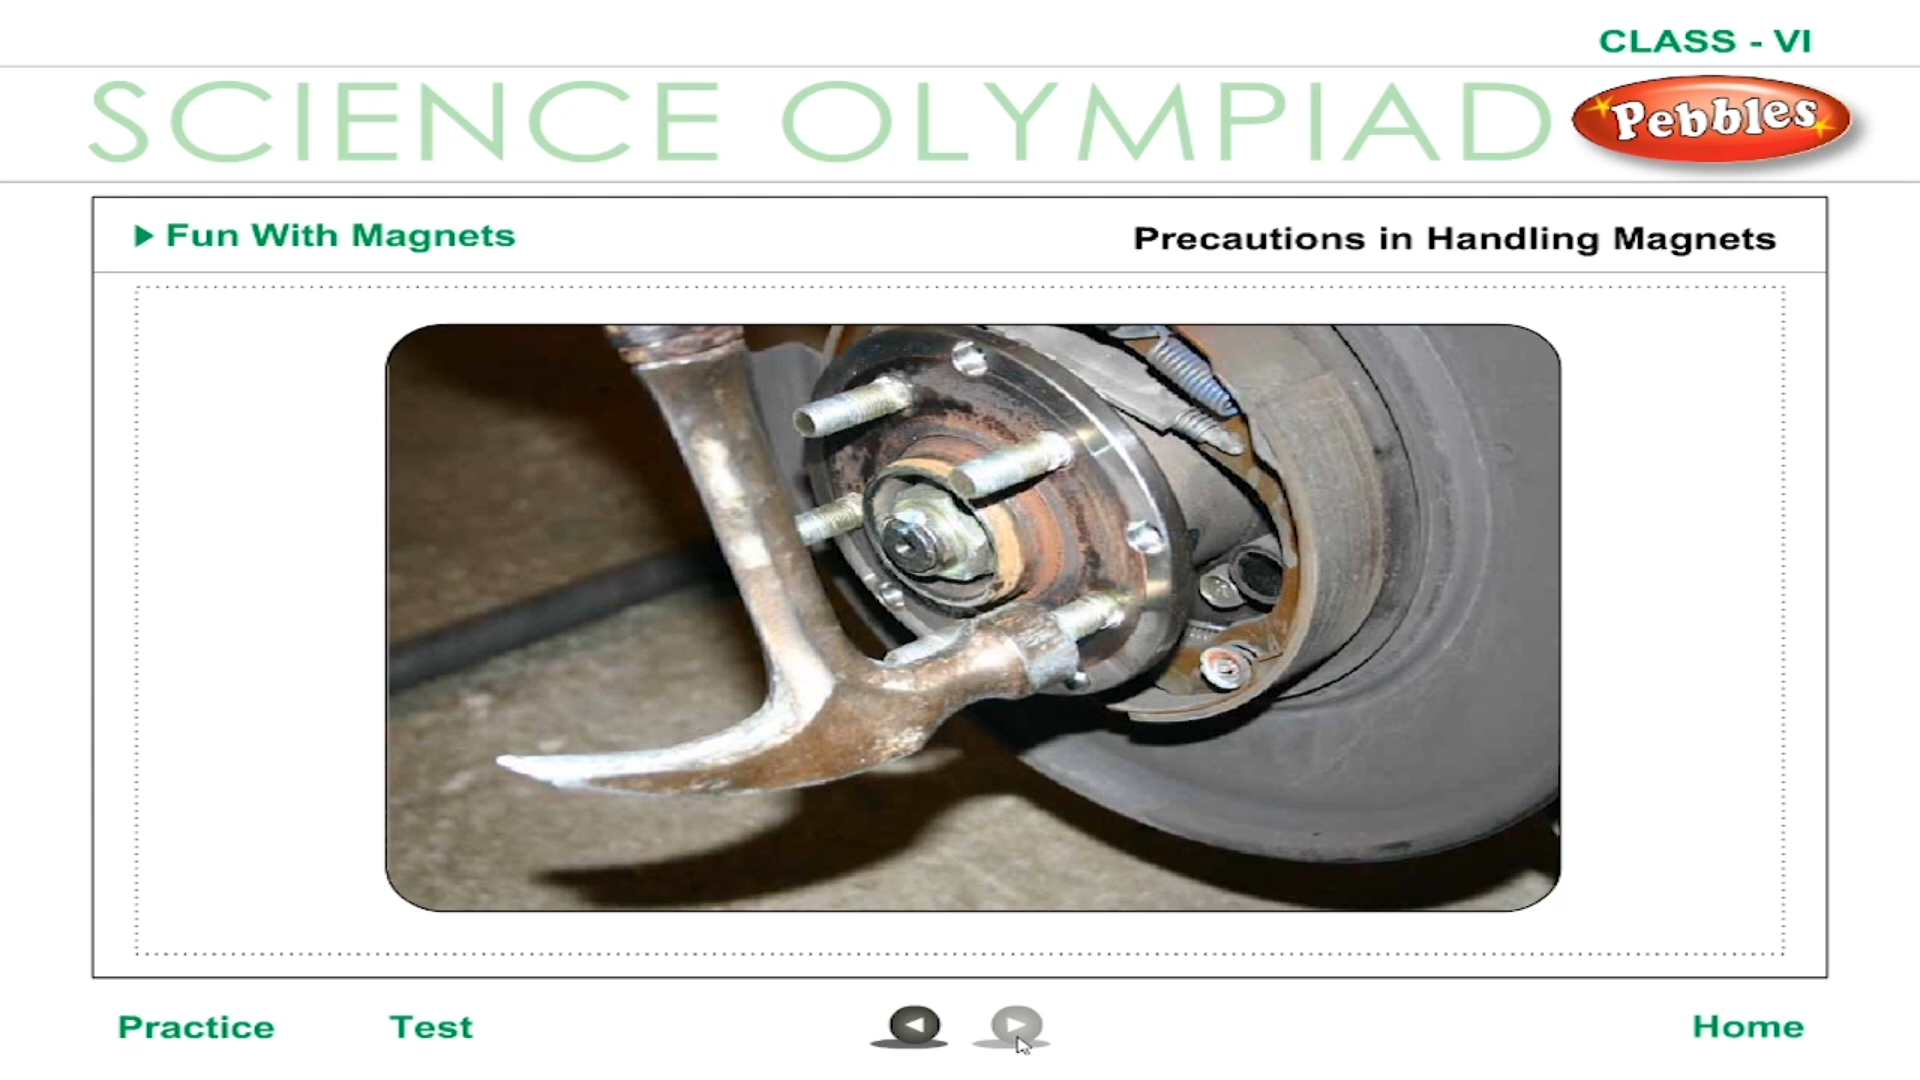 CLASS - VI
SCIENCE OLYMPIAD
Pebbles
Fun With Magnets
Precautions in Handling Magnets
Practice
Test
Home